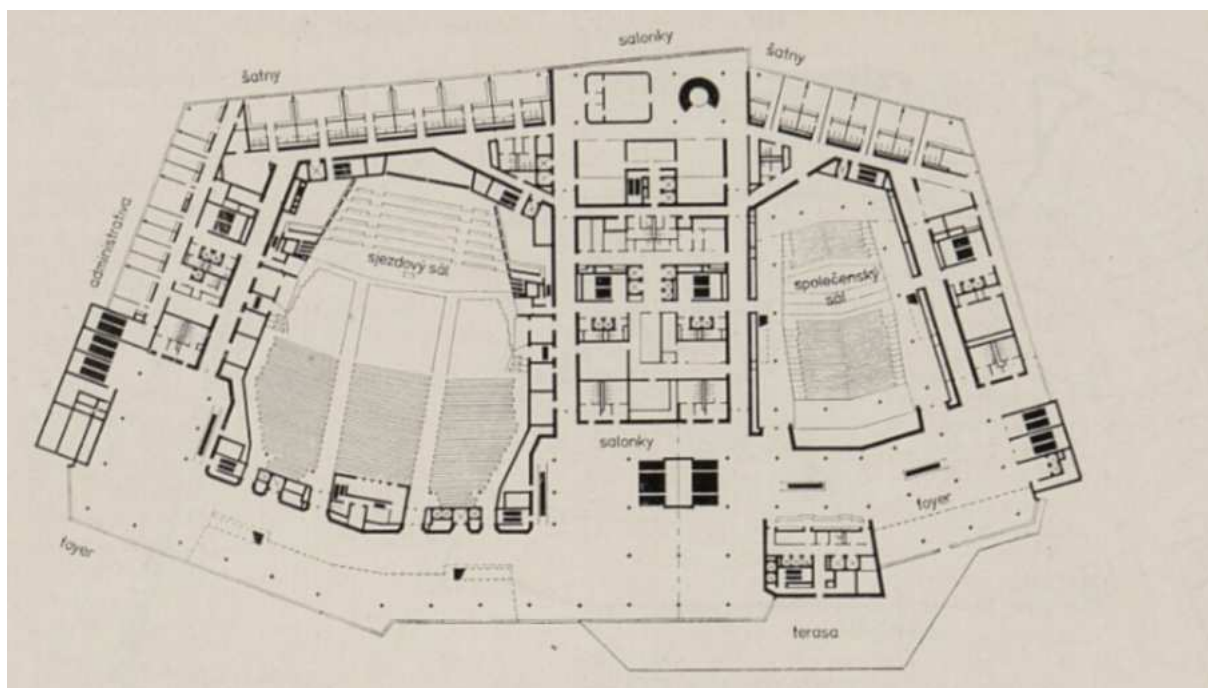 salonky
šatny
šatny
administrativa
sjezdový sál
společenský
sál
salonky
foyer
foyer
terasa